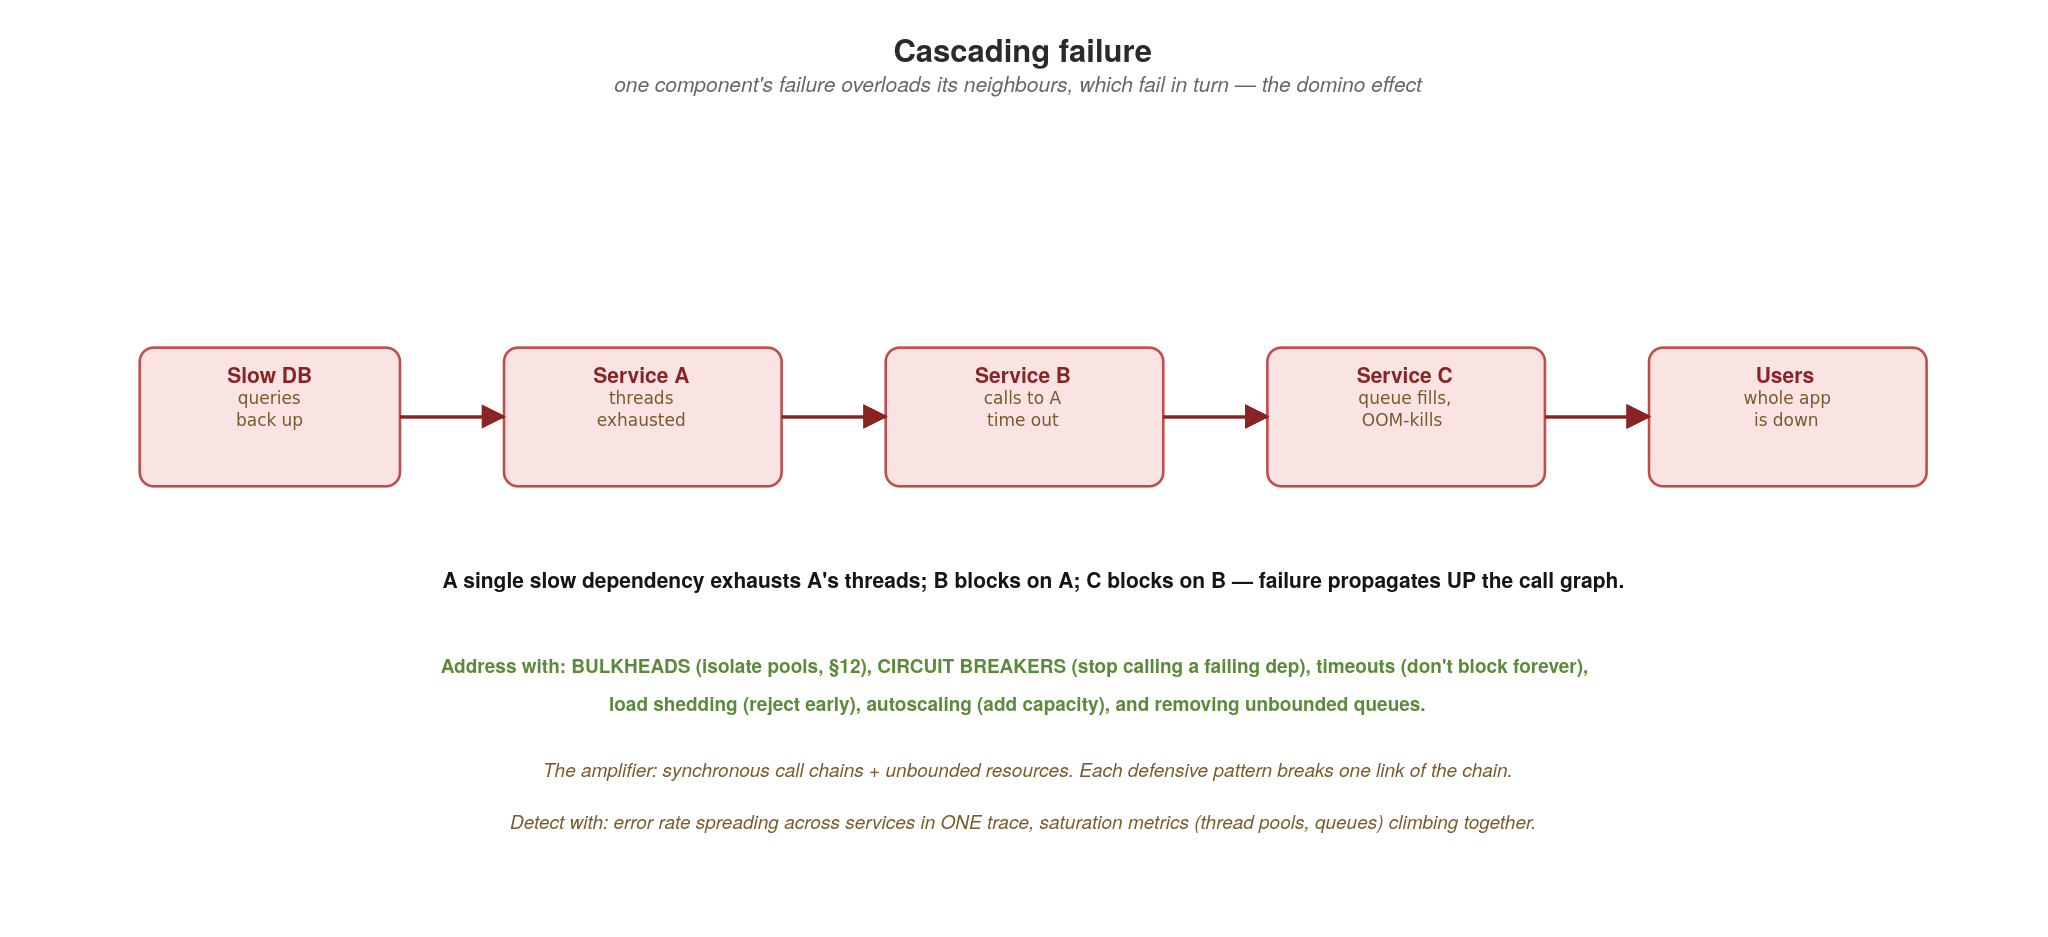 Cascading failure
one component's failure overloads its neighbours, which fail in turn — the domino effect
Slow DB
queries
back up
Service A
threads
exhausted
Service B
calls to A
time out
Service C
queue fills,
OOM-kills
Users
whole app
is down
A single slow dependency exhausts A's threads; B blocks on A; C blocks on B — failure propagates UP the call graph.
Address with: BULKHEADS (isolate pools, §12), CIRCUIT BREAKERS (stop calling a failing dep), timeouts (don't block forever),
load shedding (reject early), autoscaling (add capacity), and removing unbounded queues.
The amplifier: synchronous call chains + unbounded resources. Each defensive pattern breaks one link of the chain.
Detect with: error rate spreading across services in ONE trace, saturation metrics (thread pools, queues) climbing together.